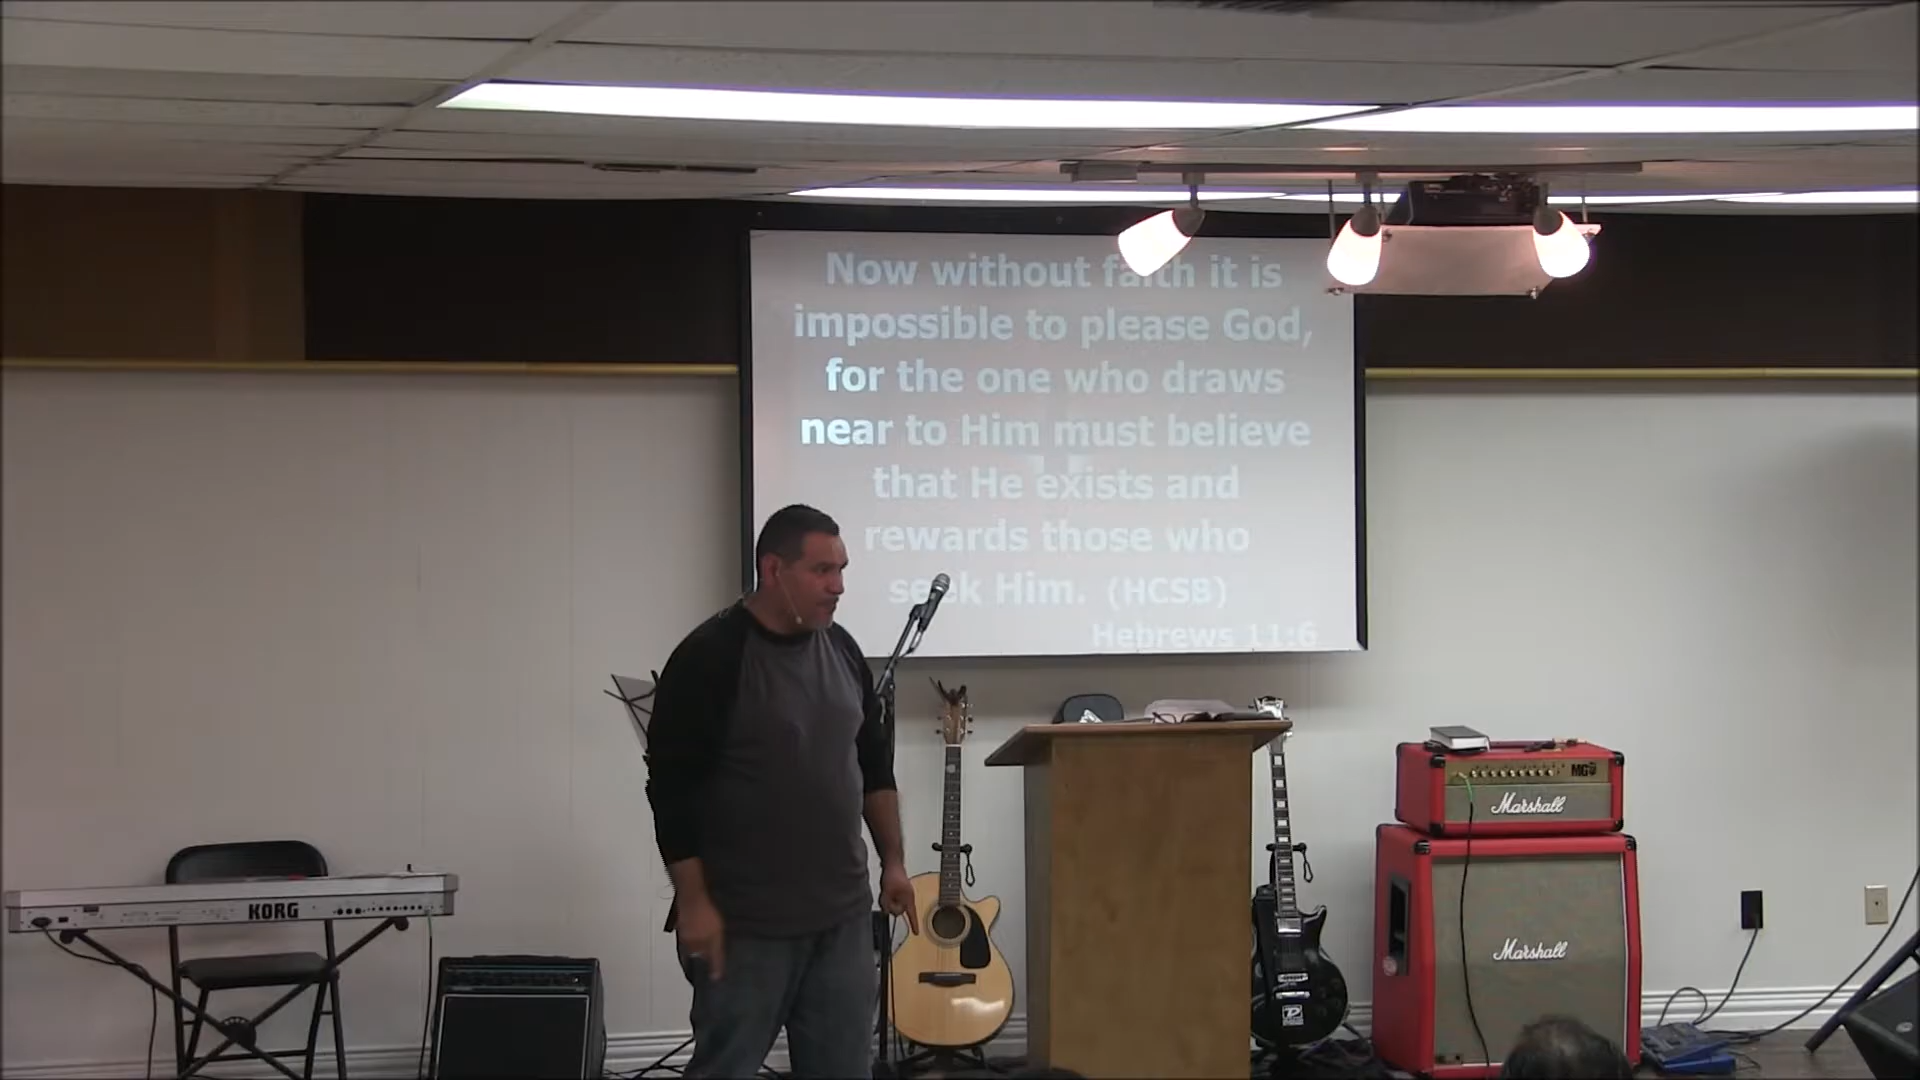 Now without faith it is
impossible to please God,
for the one who draws
near to Him must believe
that He exists and
rewards those who
seek Him. (HCSB)
Hebrews 11:6
MG
Marshall
KORG
Marshall